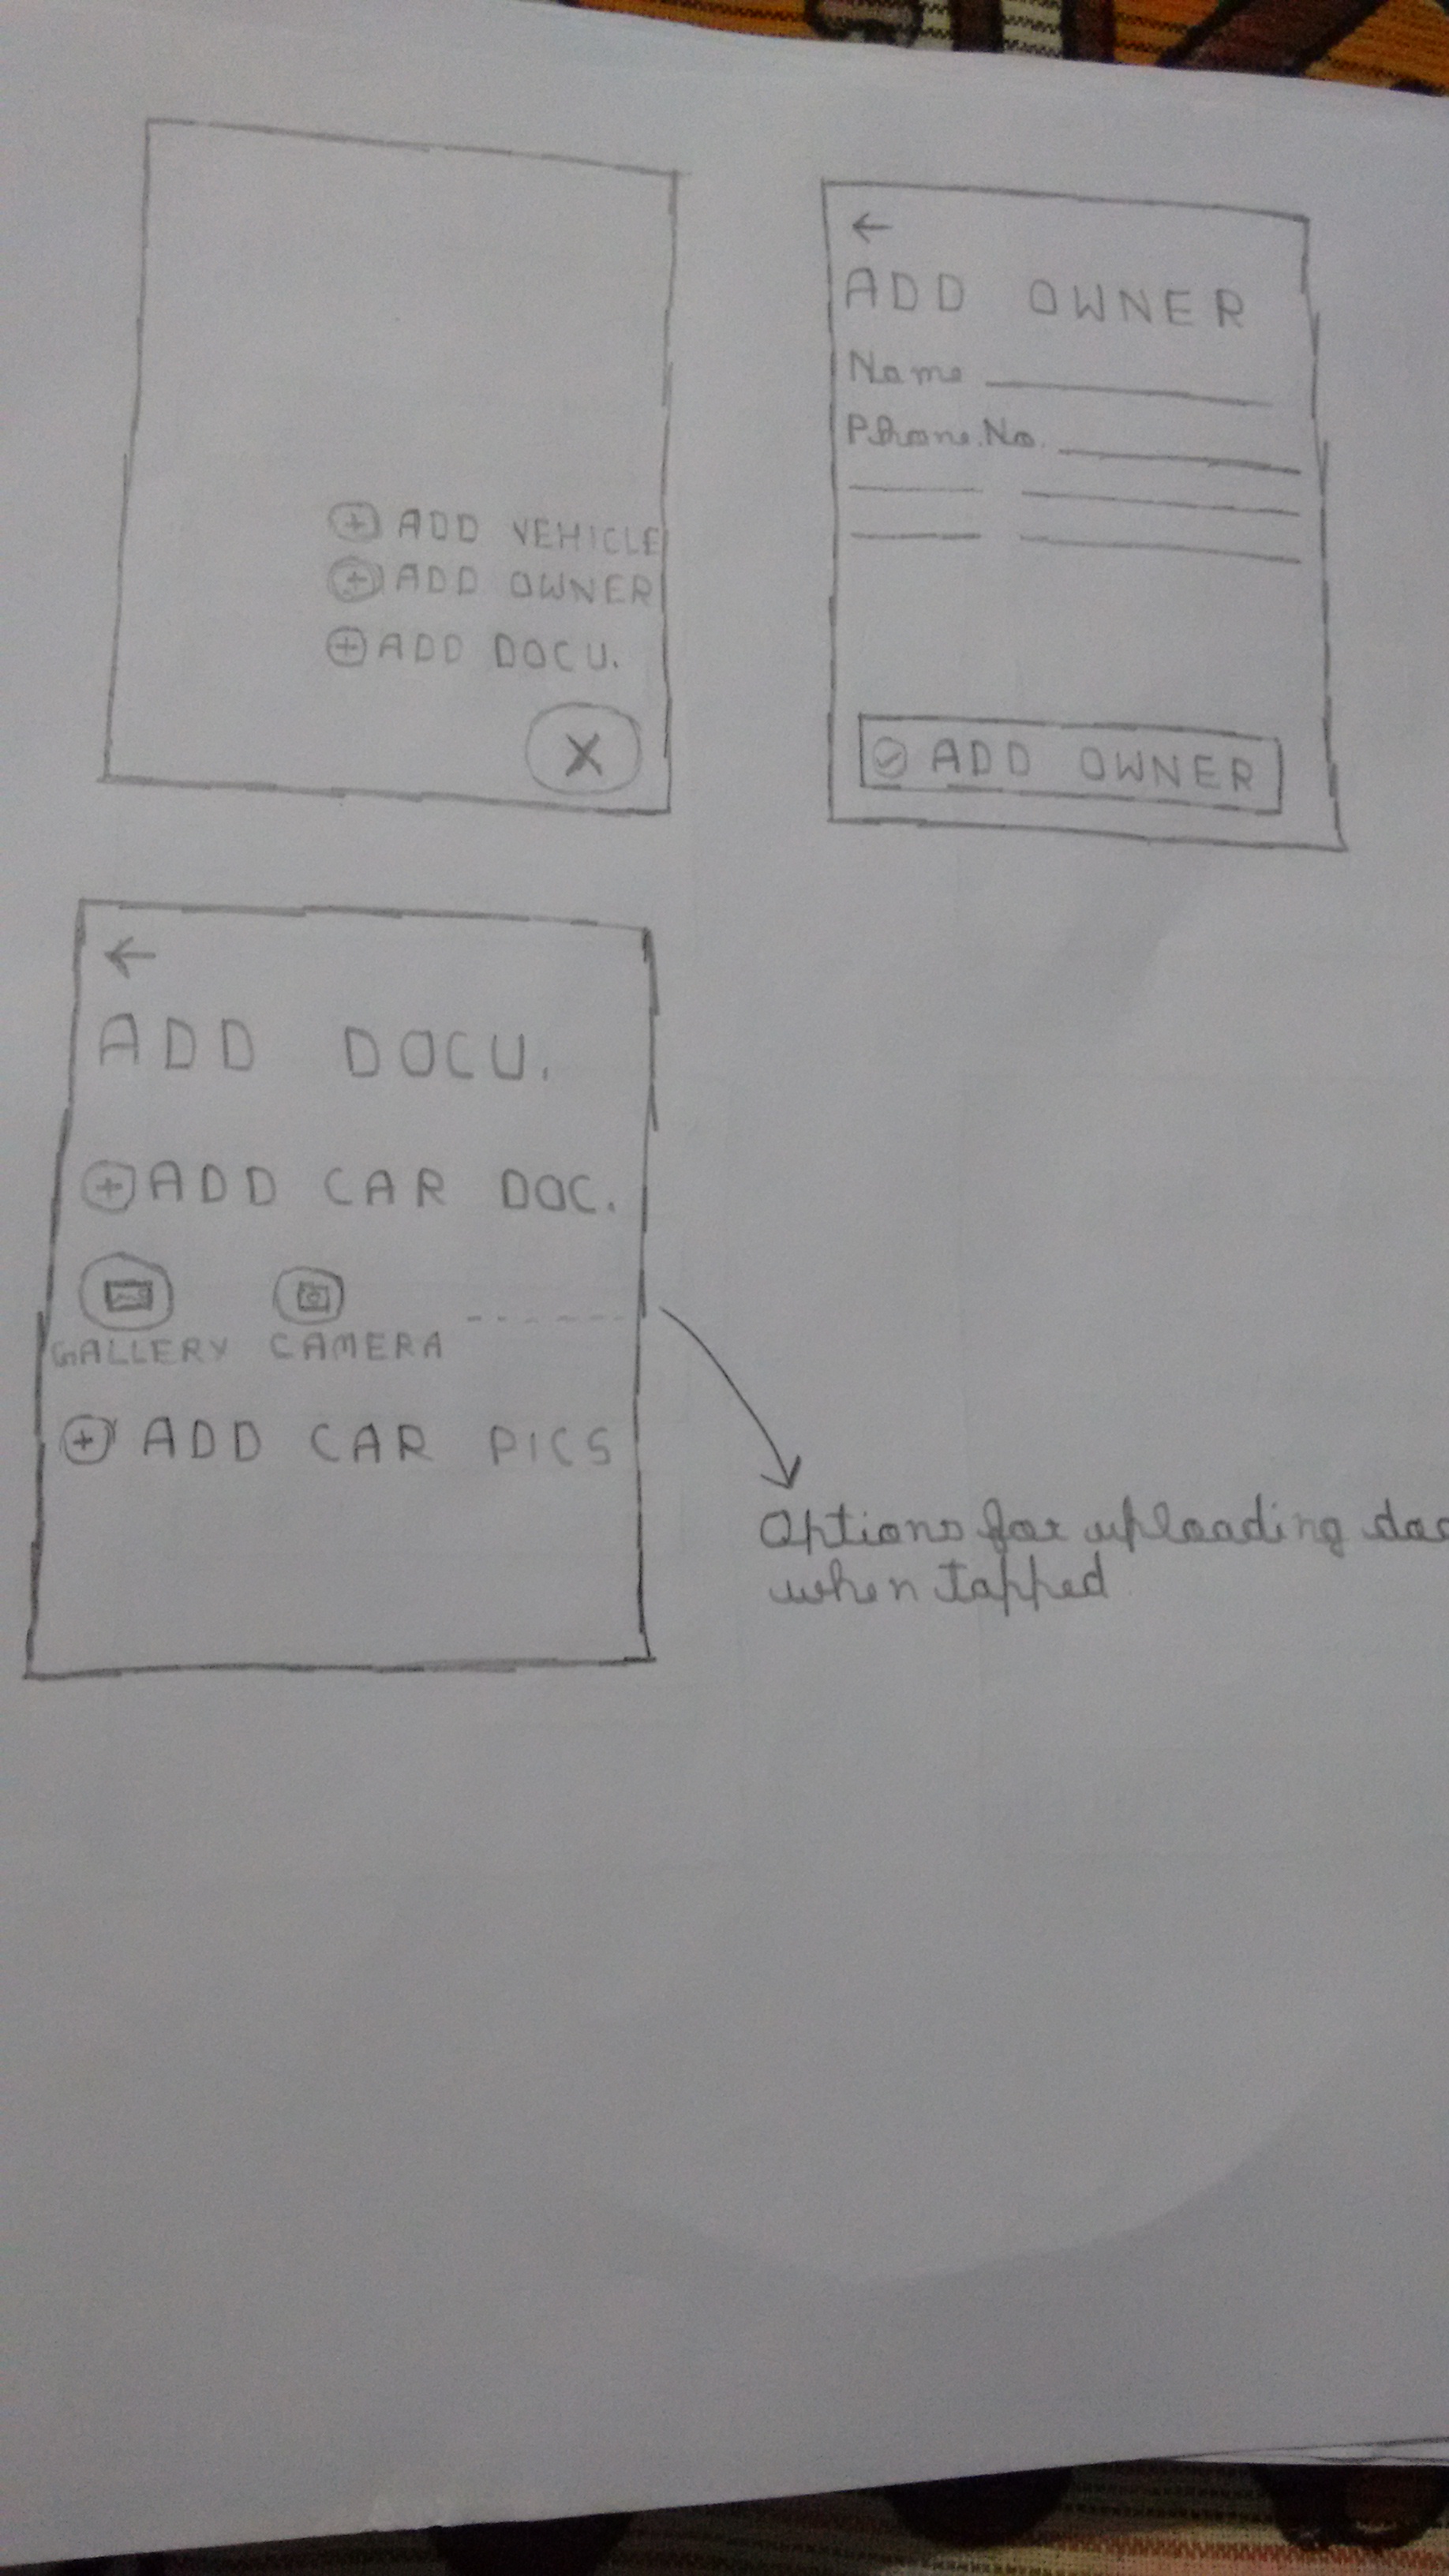 ADD VEHICLE
ADD OWNER
ADD DOCU.
X
ADD OWNER
Name
Phone.No.
ADD OWNER
ADD DOCU.
ADD CAR DOC.
GALLERY CAMERA
ADD CAR PICS
Options for uploading doc
when tapped